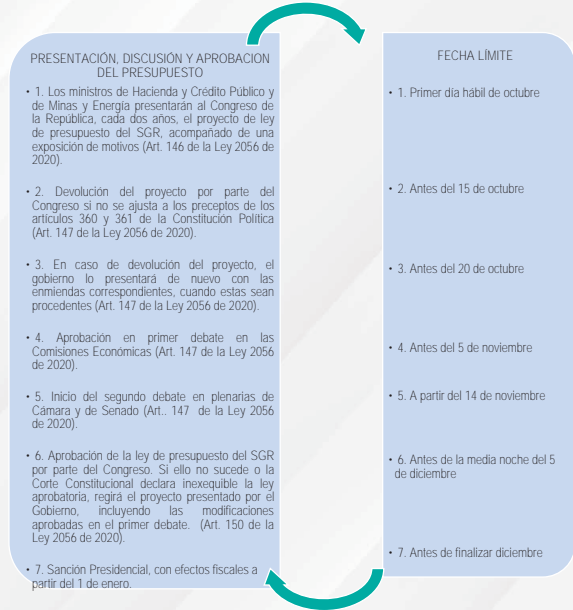 PRESENTACIÓN, DISCUSIÓN Y APROBACION
DEL PRESUPUESTO
• 1. Los ministros de Hacienda y Crédito Público y
de Minas y Energía presentarán al Congreso de
la República, cada dos años, el proyecto de ley
de presupuesto del SGR, acompañado de una
exposición de motivos (Art. 146 de la Ley 2056 de
2020).
• 2. Devolución del proyecto por parte del
Congreso si no se ajusta a los preceptos de los
artículos 360 y 361 de la Constitución Política
(Art. 147 de la Ley 2056 de 2020).
• 3. En caso de devolución del proyecto, el
gobierno lo presentará de nuevo con las
enmiendas correspondientes, cuando estas sean
procedentes (Art. 147 de la Ley 2056 de 2020).
• 4. Aprobación en primer debate en las
Comisiones Económicas (Art. 147 de la Ley 2056
de 2020).
• 5. Inicio del segundo debate en plenarias de
Cámara y de Senado (Art.. 147 de la Ley 2056
de 2020).
• 6. Aprobación de la ley de presupuesto del SGR
por parte del Congreso. Si ello no sucede o la
Corte Constitucional declara inexequible la ley
aprobatoria, regirá el proyecto presentado por el
Gobierno, incluyendo las modificaciones
aprobadas en el primer debate. (Art. 150 de la
Ley 2056 de 2020).
• 7. Sanción Presidencial, con efectos fiscales a
partir del 1 de enero.
FECHA LÍMITE
• 1. Primer día hábil de octubre
• 2. Antes del 15 de octubre
• 3. Antes del 20 de octubre
• 4. Antes del 5 de noviembre
• 5. A partir del 14 de noviembre
• 6. Antes de la media noche del 5
de diciembre
• 7. Antes de finalizar diciembre